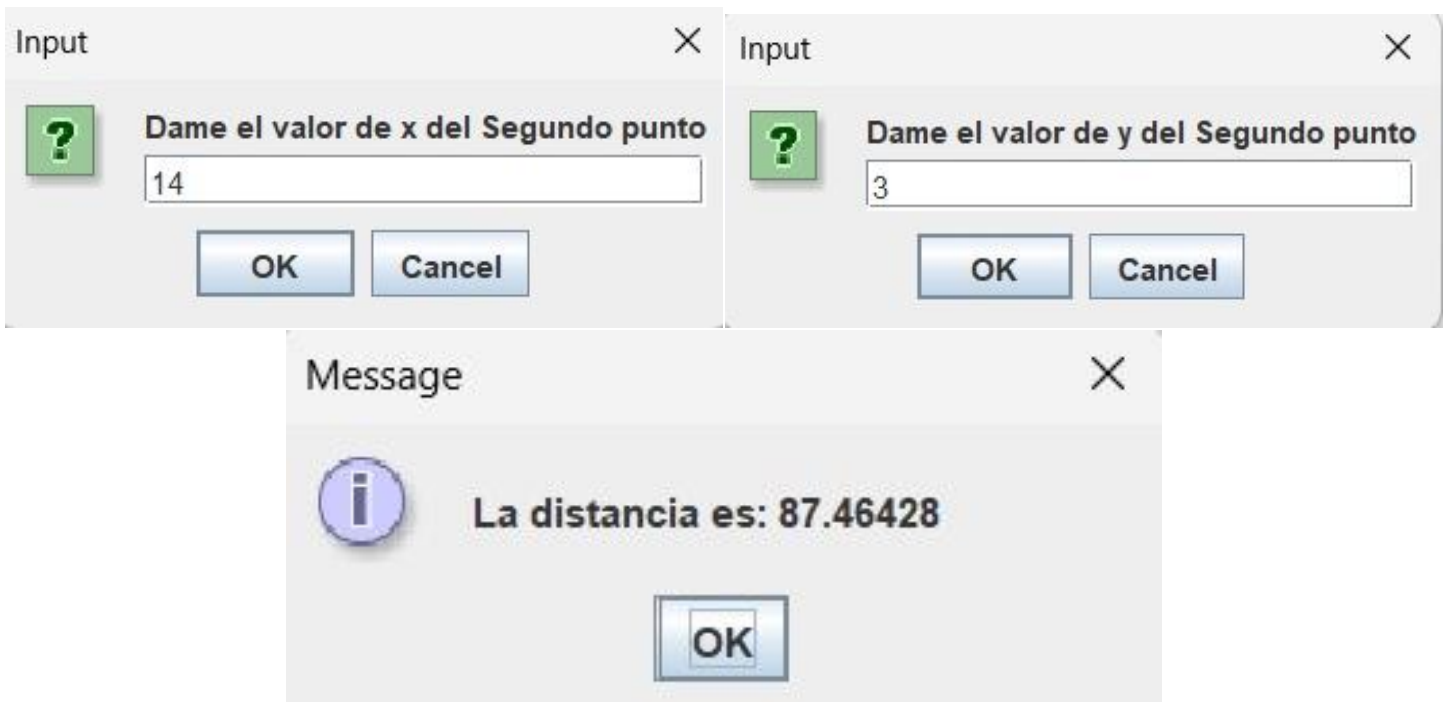 Input
Dame el valor de x del Segundo punto
14
OK Cancel
Input
Dame el valor de y del Segundo punto
3
OK Cancel
Message
La distancia es: 87.46428
OK